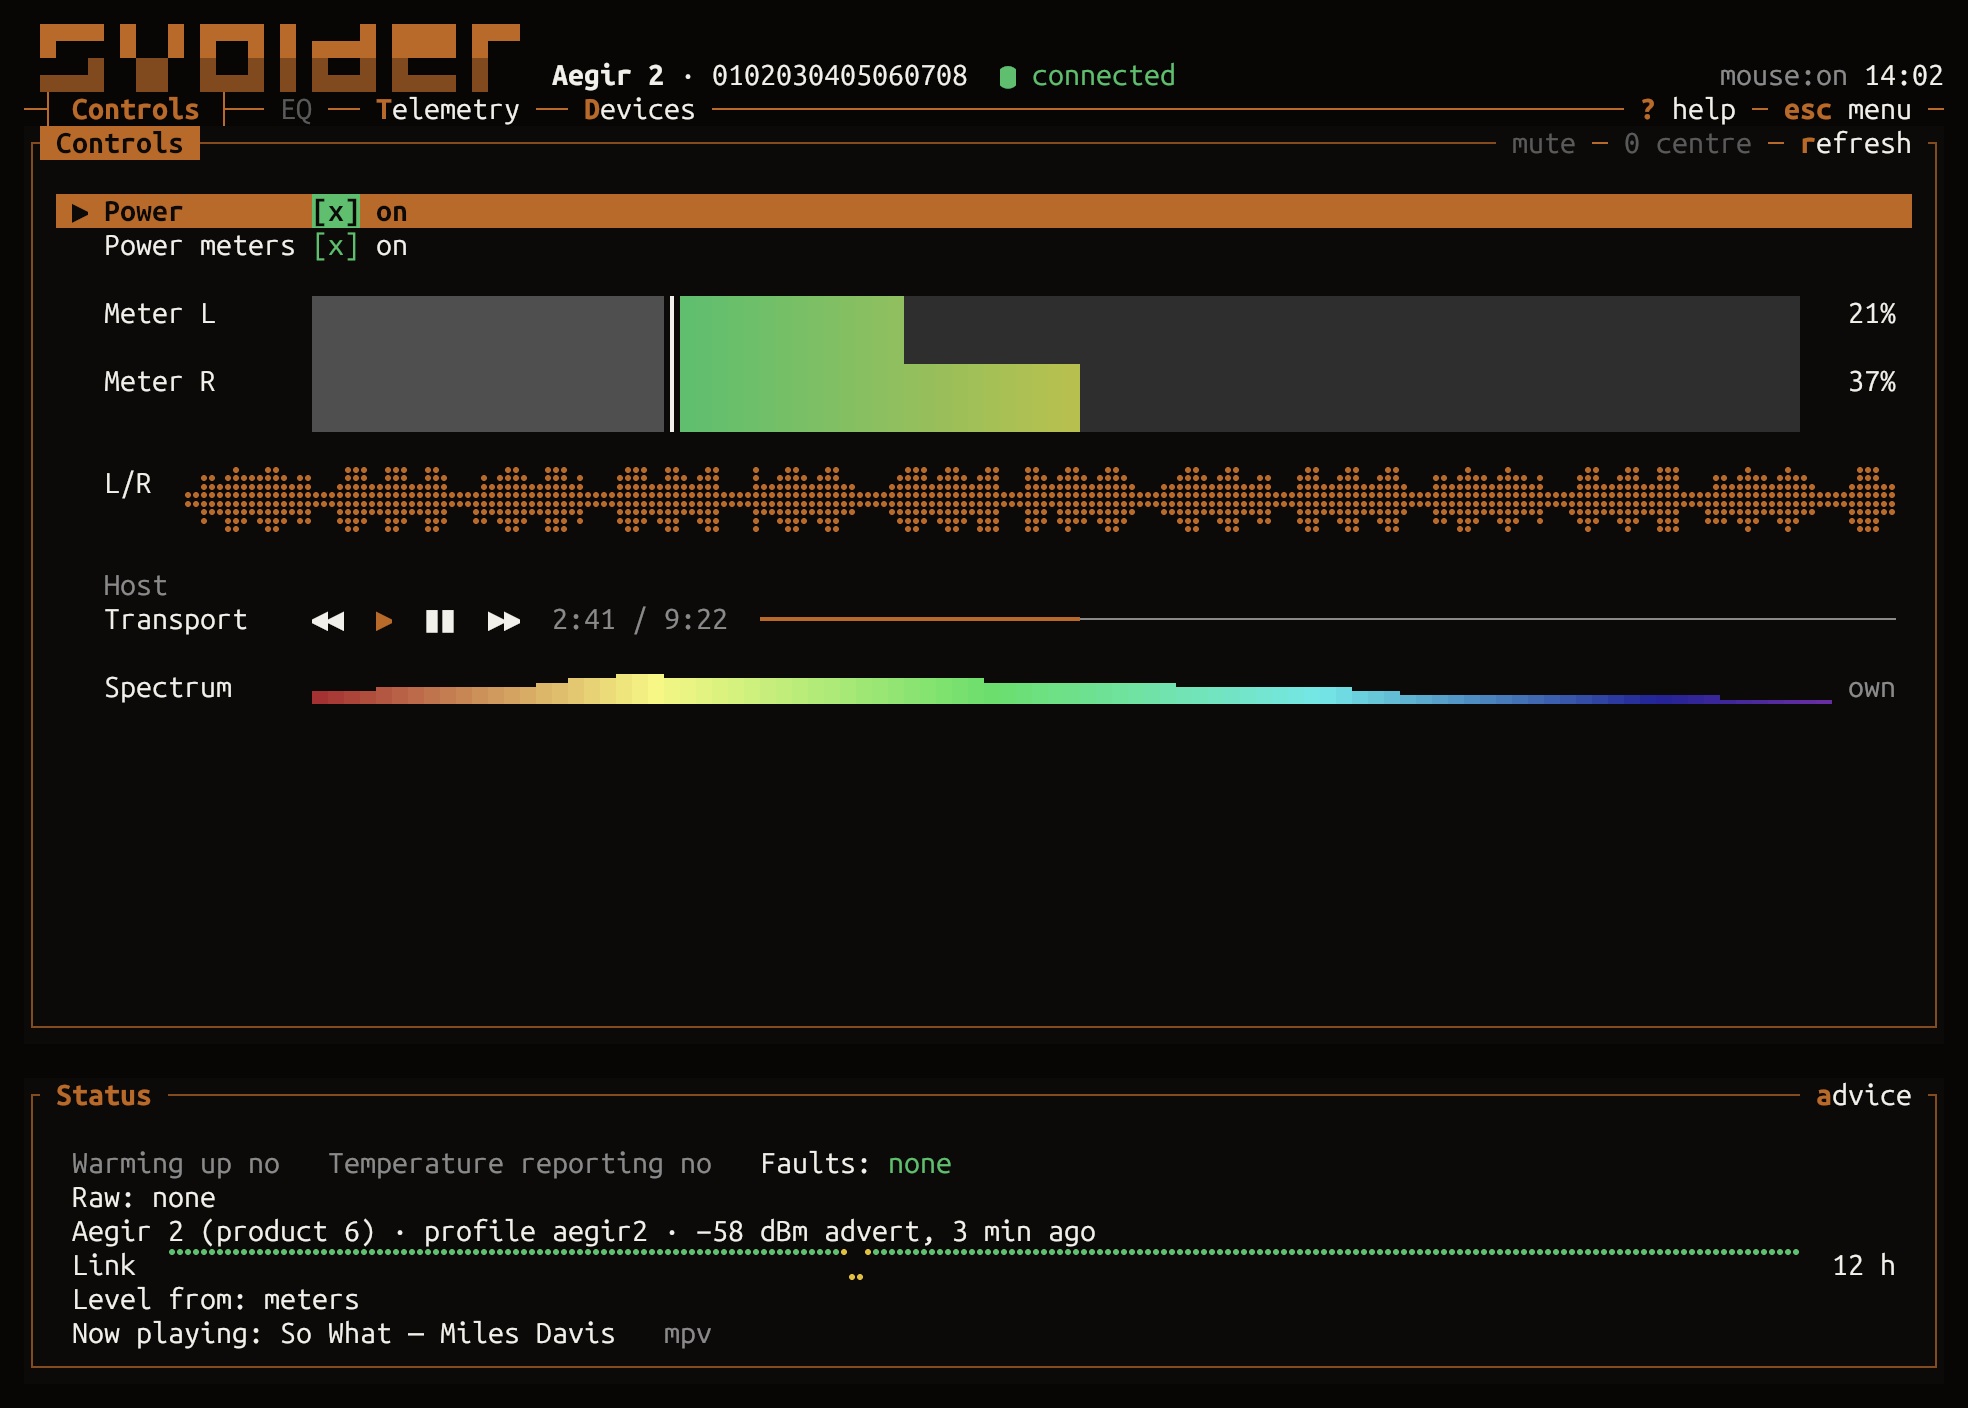 svalder
Aegir 2 · 0102030405060708 connected mouse:on 14:02
Controls EQ Telemetry Devices ? help esc menu
Controls mute 0 centre refresh
▶ Power [x] on
Power meters [x] on
Meter L 21%
Meter R 37%
L/R
Host
Transport 2:41 / 9:22
Spectrum own
Status advice
Warming up no Temperature reporting no Faults: none
Raw: none
Aegir 2 (product 6) · profile aegir2 · −58 dBm advert, 3 min ago
Link 12 h
Level from: meters
Now playing: So What — Miles Davis mpv